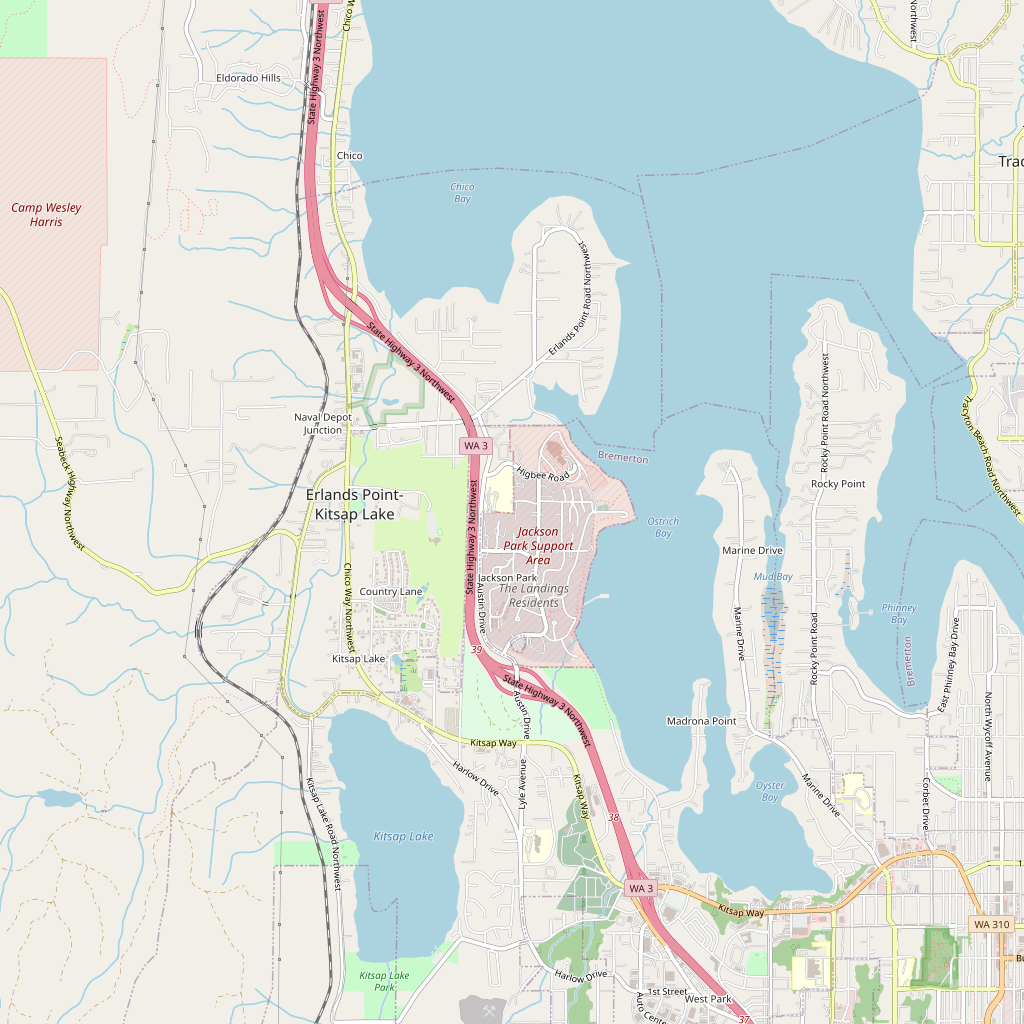 State Highway 3 Northwest
Chico W
Northwest
Eldorado Hills
Chico
Chico
Bay
Trac
Camp Wesley
Harris
Erlands Point Road Northwest
State Highway 3 Northwest
Naval Depot
Junction
WA 3
Bremerton
Rocky Point Road Northwest
Tracyton Beach Road Northwest
Seabeck Highway Northwest
Higbee Road
Rocky Point
Erlands Point-
Kitsap Lake
State Highway 3 Northwest
Jackson
Park Support
Area
Ostrich
Bay
Marine Drive
Mud Bay
Jackson Park
The Landings
Residents
Country Lane
Chico Way Northwest
Austin Drive
Phinney
Bay
Marine Drive
Rocky Point Road
Bremerton
East Phinney Bay Drive
39
Kitsap Lake
State Highway 3 Northwest
Austin Drive
Madrona Point
North Wycoff Avenue
Kitsap Way
Harlow Drive
Lyle Avenue
Kitsap Way
Oyster
Bay
Marine Drive
Corbet Drive
Kitsap Lake Road Northwest
38
Kitsap Lake
1
WA 3
Kitsap Way
WA 310
Bu
Kitsap Lake
Park
Harlow Drive
1st Street
West Park
Auto Cente
37